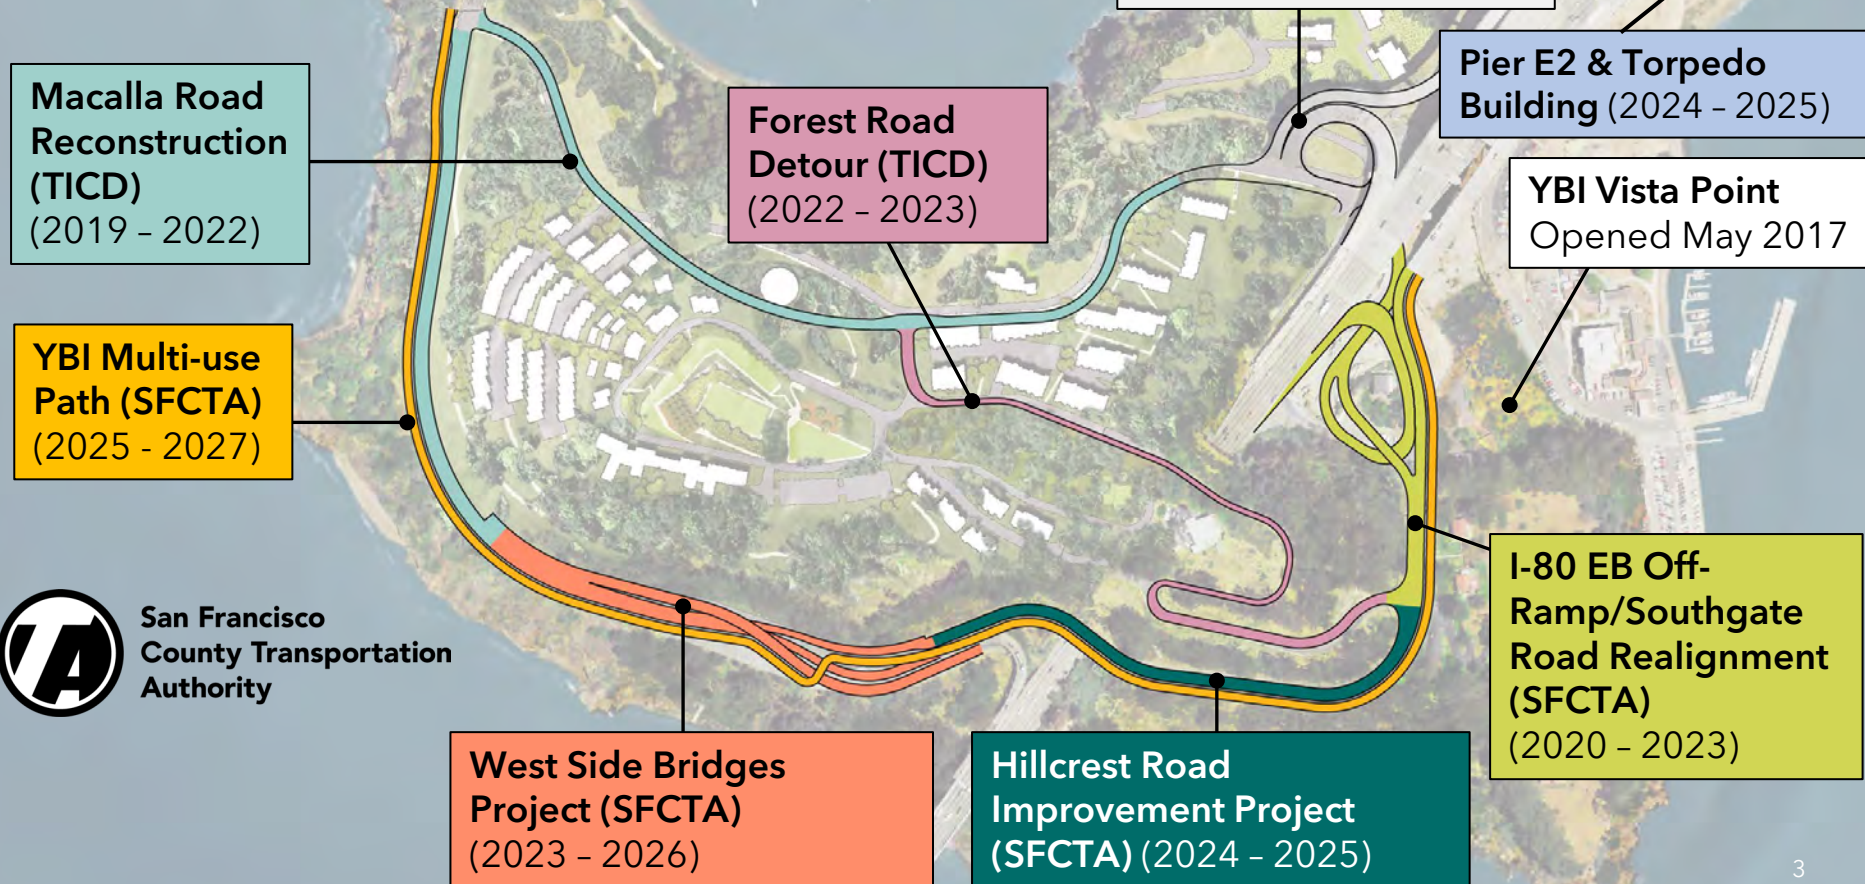 Macalla Road
Reconstruction
(TICD)
(2019 – 2022)
Forest Road
Detour (TICD)
(2022 – 2023)
Pier E2 & Torpedo
Building (2024 – 2025)
YBI Vista Point
Opened May 2017
YBI Multi-use
Path (SFCTA)
(2025 - 2027)
I-80 EB Off-
Ramp/Southgate
Road Realignment
(SFCTA)
(2020 – 2023)
TA
San Francisco
County Transportation
Authority
West Side Bridges
Project (SFCTA)
(2023 – 2026)
Hillcrest Road
Improvement Project
(SFCTA) (2024 – 2025)
3